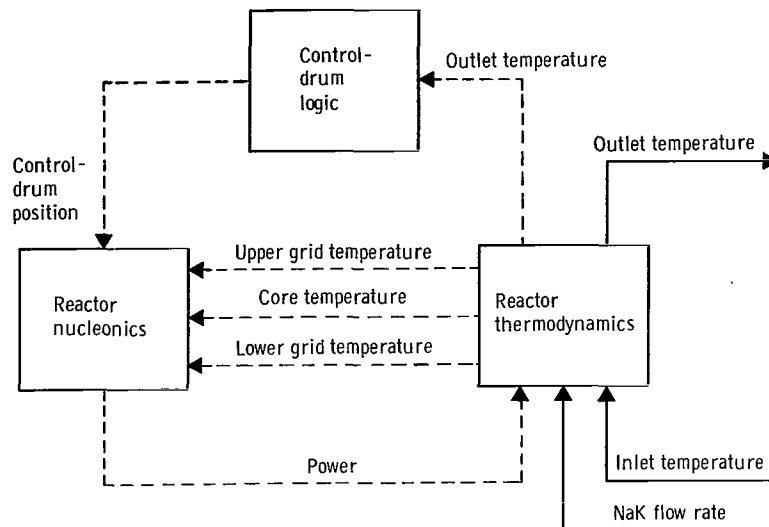 Control-
drum
logic
Outlet temperature
Outlet temperature
Control-
drum
position
Upper grid temperature
Core temperature
Lower grid temperature
Reactor
nucleonics
Reactor
thermodynamics
Power
Inlet temperature
NaK flow rate